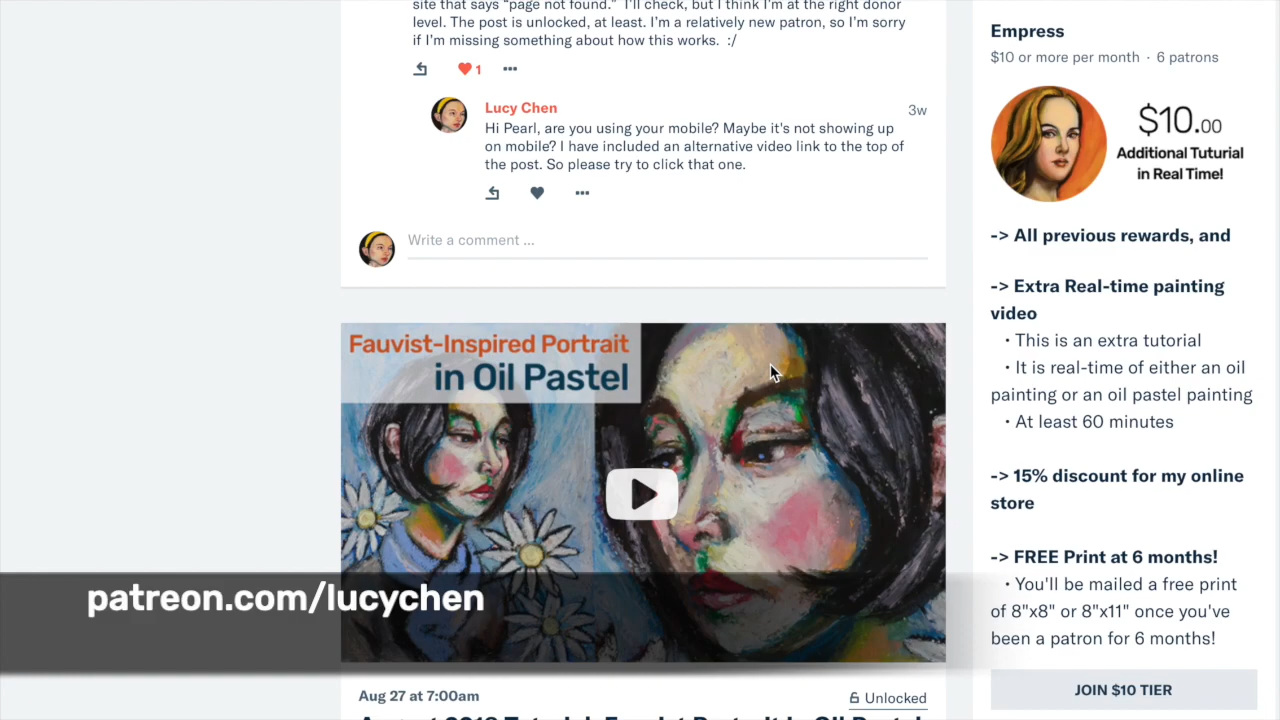 site that says “page not found.” I’ll check, but I think I’m at the right donor
level. The post is unlocked, at least. I’m a relatively new patron, so I’m sorry
if I’m missing something about how this works. :/
1
Lucy Chen
3w
Hi Pearl, are you using your mobile? Maybe it's not showing up
on mobile? I have included an alternative video link to the top of
the post. So please try to click that one.
Write a comment ...
Fauvist-Inspired Portrait
in Oil Pastel
patreon.com/lucychen
Aug 27 at 7:00am
Unlocked
Empress
$10 or more per month · 6 patrons
$10.00
Additional Tuturial
in Real Time!
-> All previous rewards, and
-> Extra Real-time painting
video
• This is an extra tutorial
• It is real-time of either an oil
painting or an oil pastel painting
• At least 60 minutes
-> 15% discount for my online
store
-> FREE Print at 6 months!
• You'll be mailed a free print
of 8"x8" or 8"x11" once you've
been a patron for 6 months!
JOIN $10 TIER